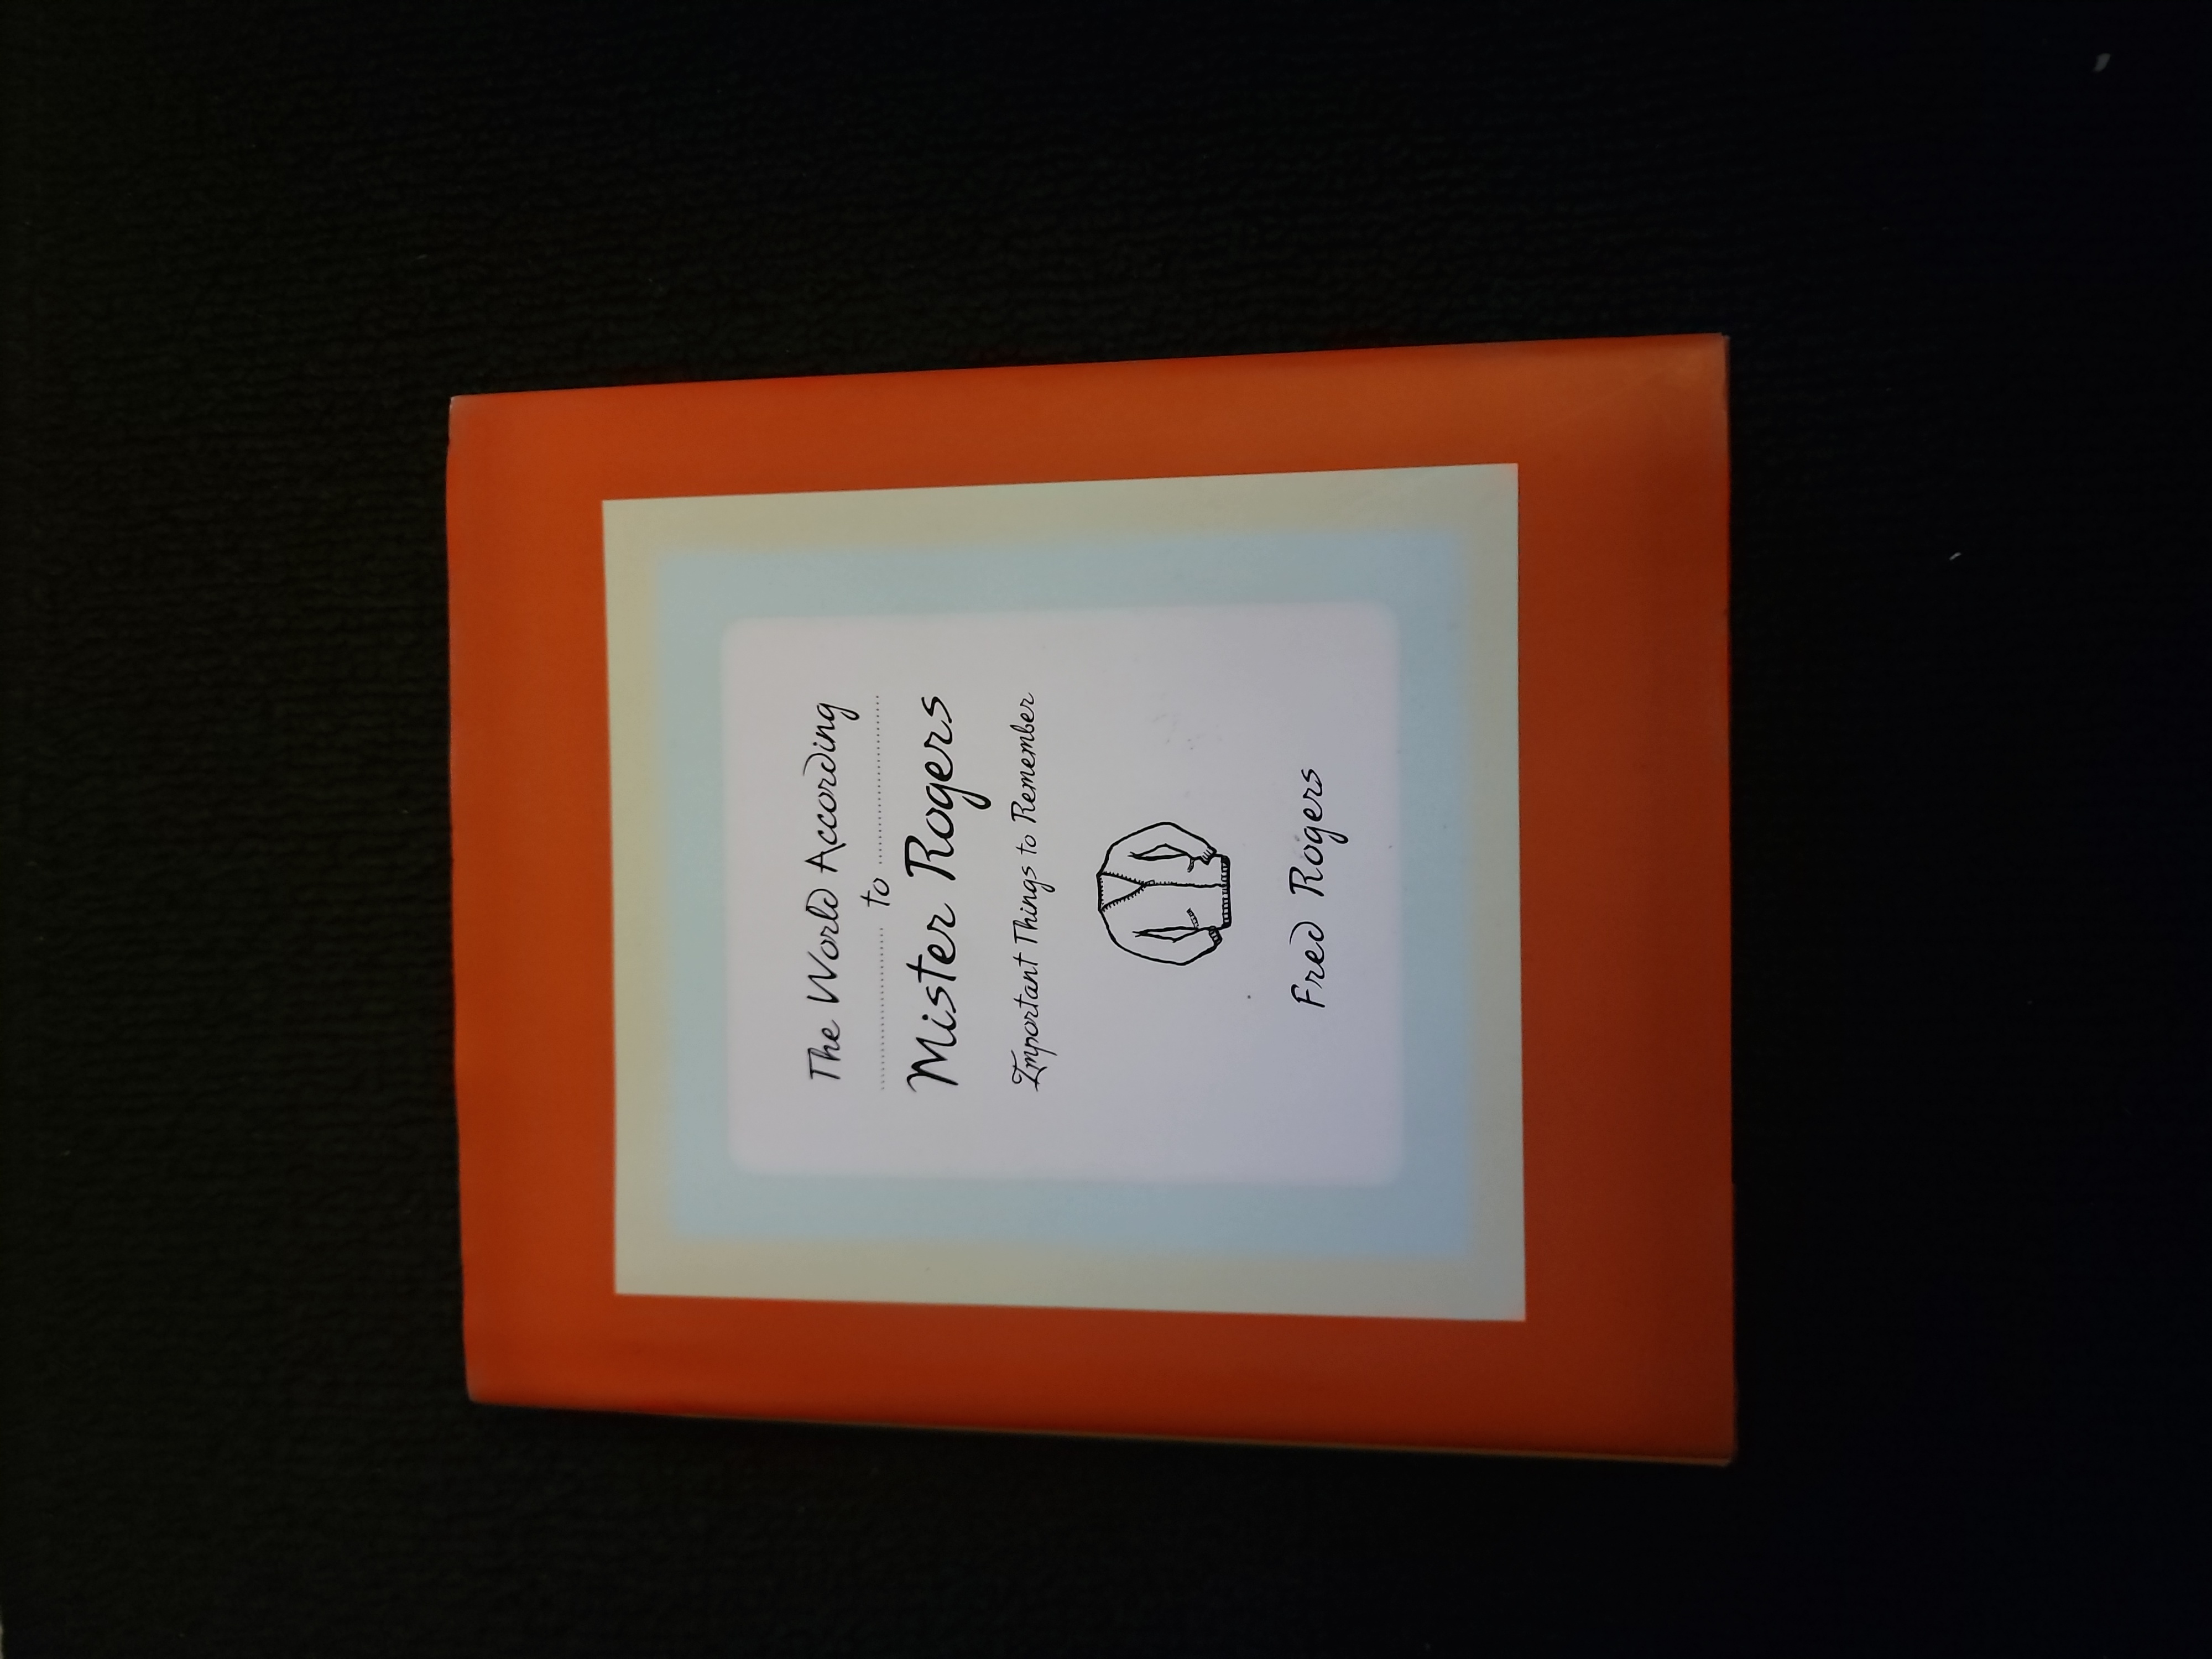 The World According
to
Mister Rogers
Important Things to Remember
Fred Rogers